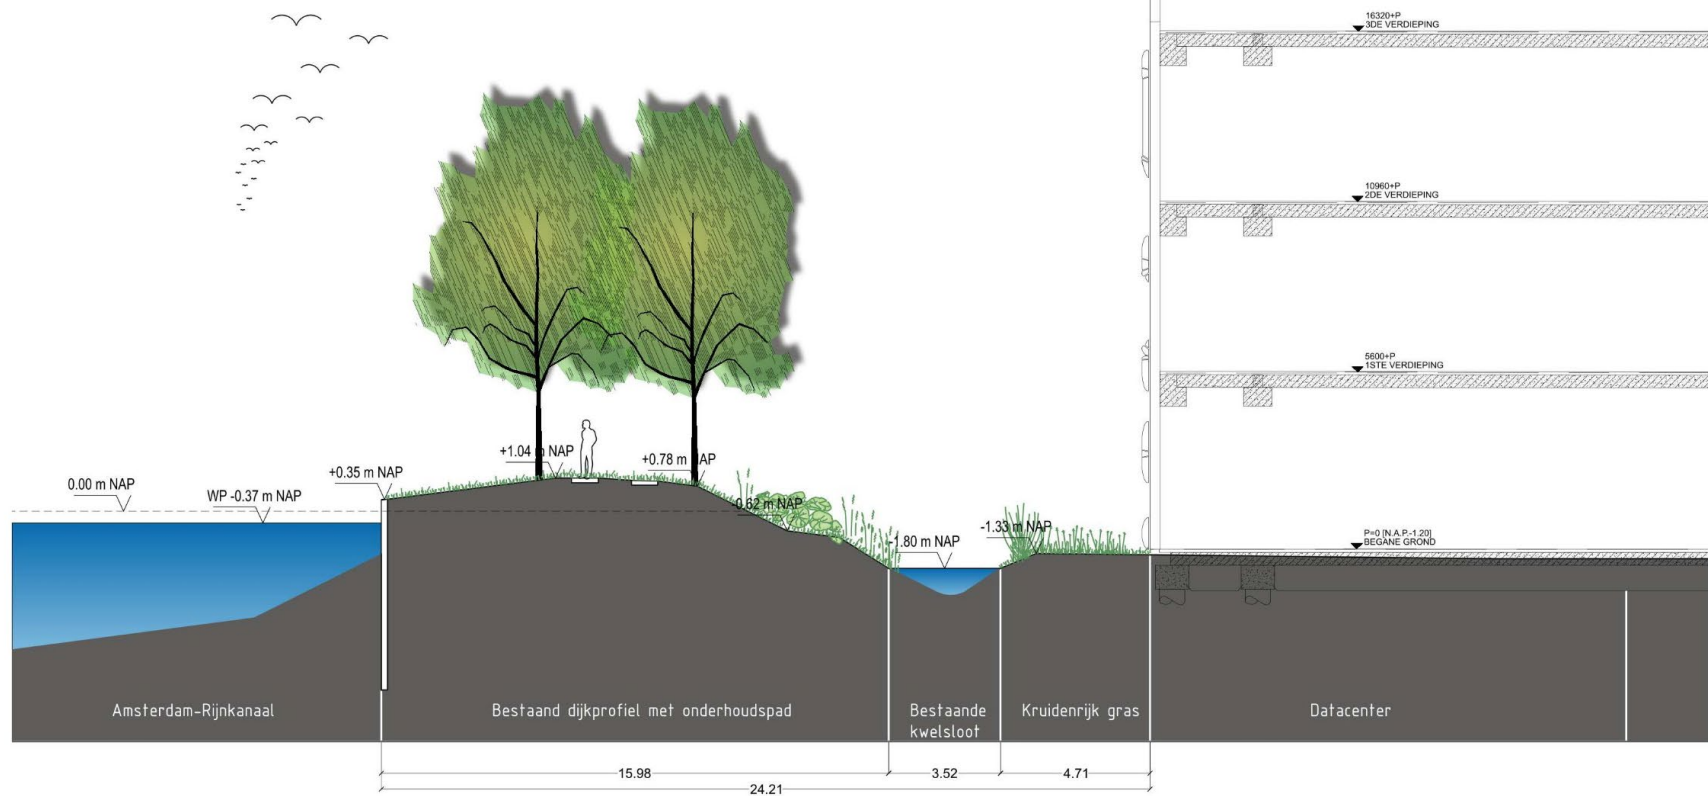 16320+P
3DE VERDIEPING
10960+P
2DE VERDIEPING
5600+P
1STE VERDIEPING
+1.04 m NAP
+0.78 m NAP
+0.35 m NAP
0.00 m NAP
WP -0.37 m NAP
-0.62 m NAP
-1.80 m NAP
-1.33 m NAP
P=0 [N.A.P.-1.20]
BEGANE GROND
Amsterdam-Rijnkanaal
Bestaand dijkprofiel met onderhoudspad
Bestaande
kwelsloot
Kruidenrijk gras
Datacenter
15.98
3.52
4.71
24.21